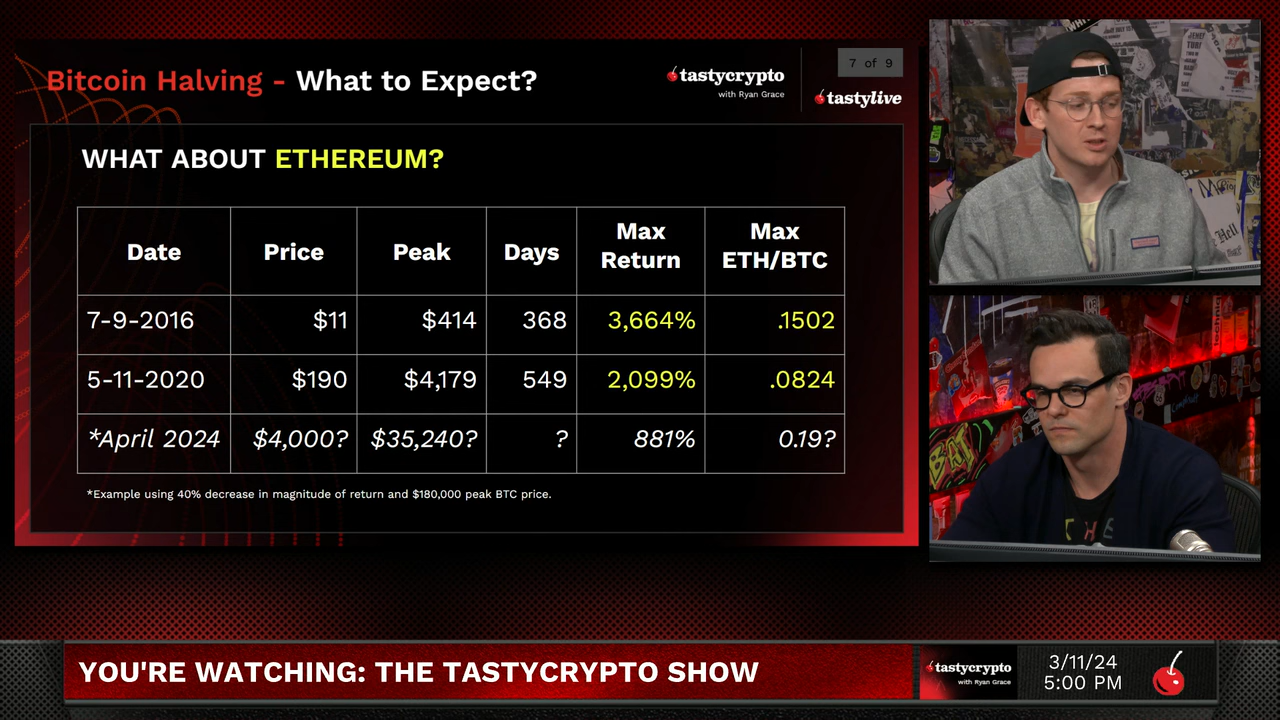 Bitcoin Halving - What to Expect?
tastycrypto
with Ryan Grace
7 of 9
tastylive
WHAT ABOUT ETHEREUM?
Date Price Peak Days Max Return Max ETH/BTC
7-9-2016 $11 $414 368 3,664% .1502
5-11-2020 $190 $4,179 549 2,099% .0824
*April 2024 $4,000? $35,240? ? 881% 0.19?
*Example using 40% decrease in magnitude of return and $180,000 peak BTC price.
YOU'RE WATCHING: THE TASTYCRYPTO SHOW
tastycrypto
with Ryan Grace
3/11/24
5:00 PM